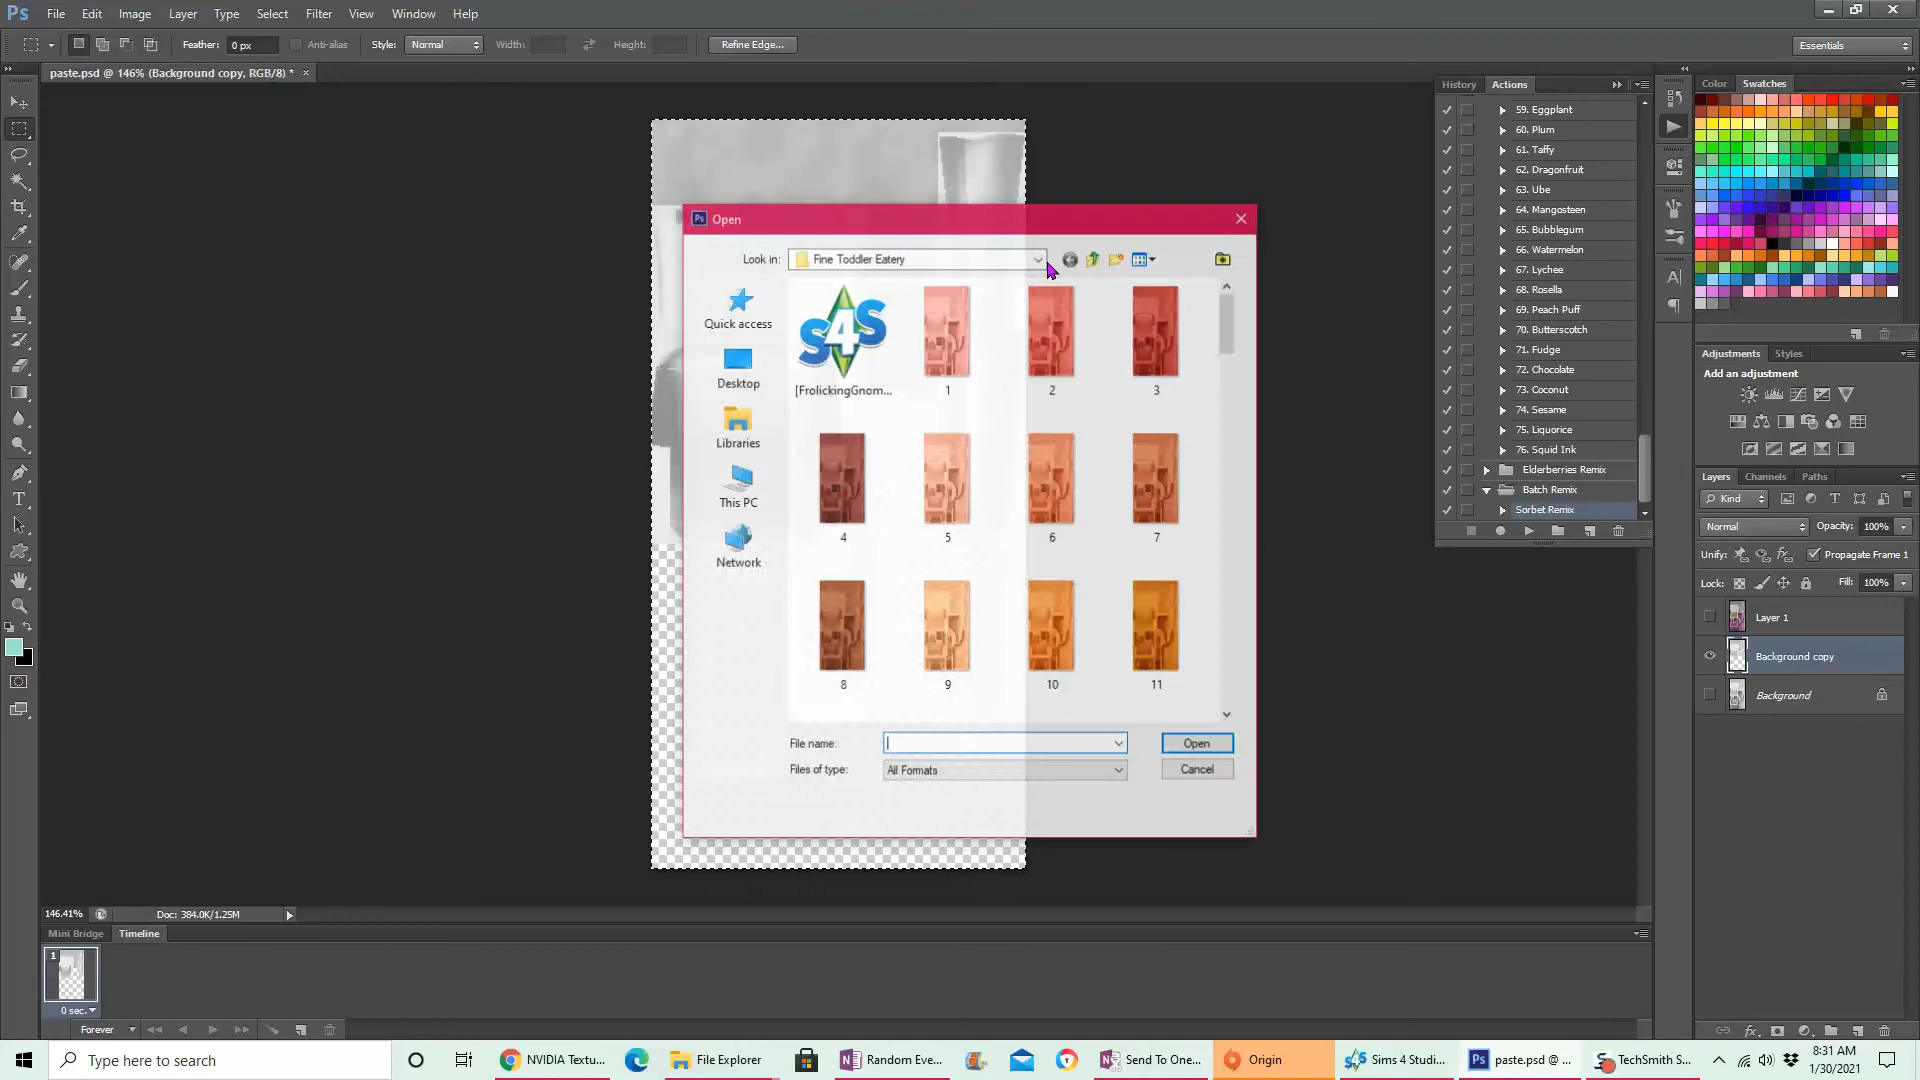 Ps File Edit Image Layer Type Select Filter View Window Help
Feather: 0 px Anti-alias Style: Normal Width: Height: Refine Edge... Essentials
paste.psd @ 146% (Background copy, RGB/8) * ×
History Actions
59. Eggplant
60. Plum
61. Taffy
62. Dragonfruit
63. Ube
64. Mangosteen
65. Bubblegum
66. Watermelon
67. Lychee
68. Rosella
69. Peach Puff
70. Butterscotch
71. Fudge
72. Chocolate
73. Coconut
74. Sesame
75. Liquorice
76. Squid Ink
Elderberries Remix
Batch Remix
Sorbet Remix
Color Swatches
Adjustments Styles
Add an adjustment
Layers Channels Paths
Kind
Normal Opacity: 100%
Unify: Propagate Frame 1
Lock: Fill: 100%
Layer 1
Background copy
Background
Ps Open
Look in: Fine Toddler Eatery
Quick access
Desktop
Libraries
This PC
Network
S4S
[FrolickingGnom... 1 2 3
4 5 6 7
8 9 10 11
File name: Open
Files of type: All Formats Cancel
146.41% Doc: 384.0K/1.25M
Mini Bridge Timeline
1
0 sec.
Forever
Type here to search
NVIDIA Textu...
File Explorer
Random Eve...
Send To One...
Origin
Sims 4 Studi...
paste.psd @ ...
TechSmith S...
8:31 AM
1/30/2021